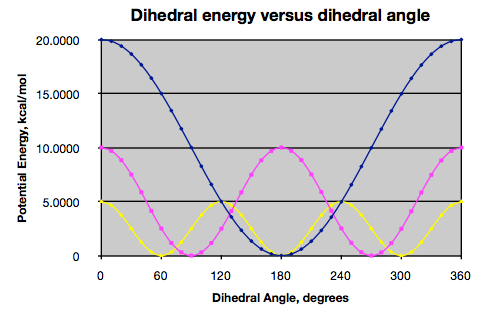 Dihedral energy versus dihedral angle
Potential Energy, kcal/mol
20.0000
15.0000
10.0000
5.0000
0
0 60 120 180 240 300 360
Dihedral Angle, degrees